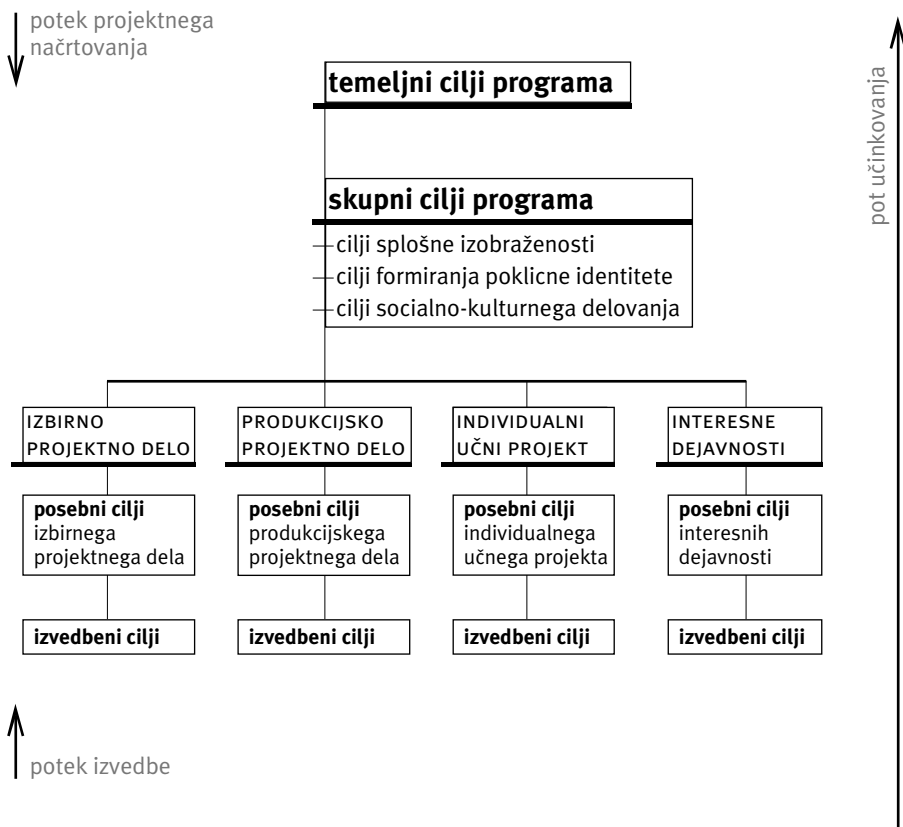 potek projektnega
načrtovanja
temeljni cilji programa
pot učinkovanja
skupni cilji programa
cilji splošne izobraženosti
cilji formiranja poklicne identitete
cilji socialno-kulturnega delovanja
IZBIRNO
PROJEKTNO DELO
PRODUKCIJSKO
PROJEKTNO DELO
INDIVIDUALNI
UČNI PROJEKT
INTERESNE
DEJAVNOSTI
posebni cilji
izbirnega
projektnega dela
posebni cilji
produkcijskega
projektnega dela
posebni cilji
individualnega
učnega projekta
posebni cilji
interesnih
dejavnosti
izvedbeni cilji
izvedbeni cilji
izvedbeni cilji
izvedbeni cilji
potek izvedbe